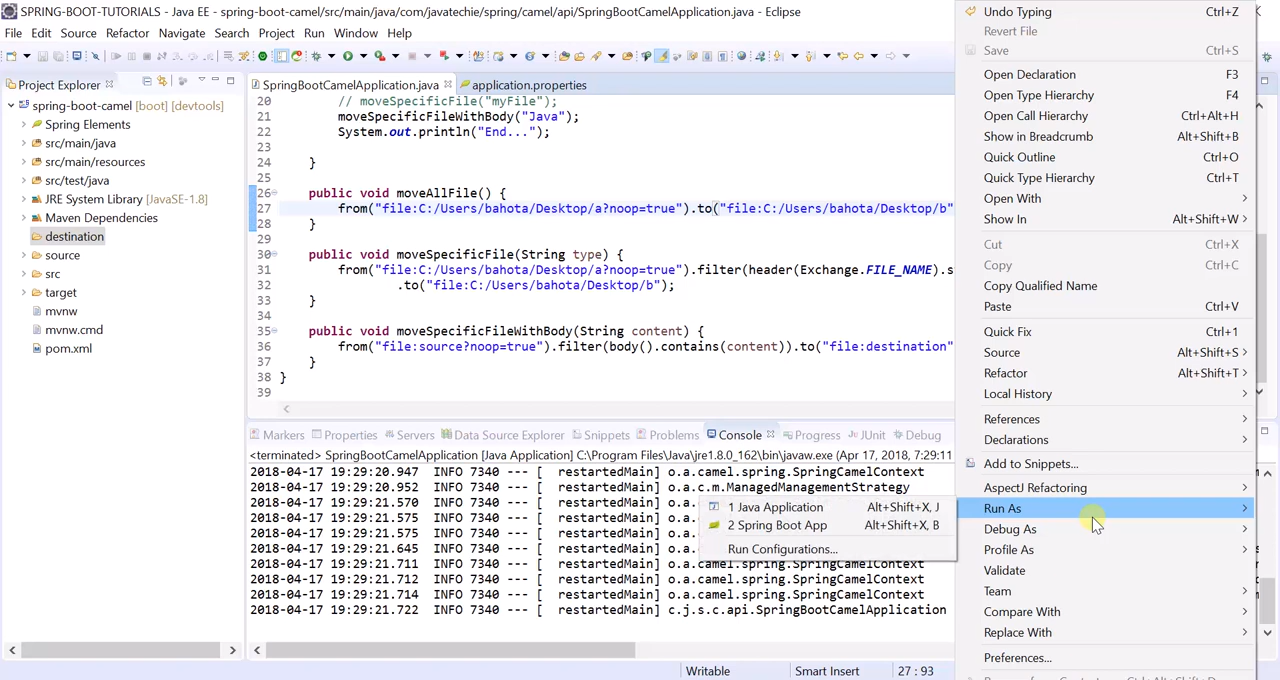 SPRING-BOOT-TUTORIALS - Java EE - spring-boot-camel/src/main/java/com/javatechie/spring/camel/api/SpringBootCamelApplication.java - Eclipse
File Edit Source Refactor Navigate Search Project Run Window Help
Project Explorer
spring-boot-camel [boot] [devtools]
Spring Elements
src/main/java
src/main/resources
src/test/java
JRE System Library [JavaSE-1.8]
Maven Dependencies
destination
source
src
target
mvnw
mvnw.cmd
pom.xml
SpringBootCamelApplication.java application.properties
20 // moveSpecificFile("myFile");
21 moveSpecificFileWithBody("Java");
22 System.out.println("End...");
23
24 }
25
26 public void moveAllFile() {
27 from("file:C:/Users/bahota/Desktop/a?noop=true").to("file:C:/Users/bahota/Desktop/b"
28 }
29
30 public void moveSpecificFile(String type) {
31 from("file:C:/Users/bahota/Desktop/a?noop=true").filter(header(Exchange.FILE_NAME).s
32 .to("file:C:/Users/bahota/Desktop/b");
33 }
34
35 public void moveSpecificFileWithBody(String content) {
36 from("file:source?noop=true").filter(body().contains(content)).to("file:destination"
37 }
38 }
39
Markers Properties Servers Data Source Explorer Snippets Problems Console Progress JUnit Debug
<terminated> SpringBootCamelApplication [Java Application] C:\Program Files\Java\jre1.8.0_162\bin\javaw.exe (Apr 17, 2018, 7:29:11
2018-04-17 19:29:20.947 INFO 7340 --- [ restartedMain] o.a.camel.spring.SpringCamelContext
2018-04-17 19:29:20.952 INFO 7340 --- [ restartedMain] o.a.c.m.ManagedManagementStrategy
2018-04-17 19:29:21.570 INFO 7340 --- [
2018-04-17 19:29:21.575 INFO 7340 --- [
2018-04-17 19:29:21.575 INFO 7340 --- [
2018-04-17 19:29:21.645 INFO 7340 --- [
2018-04-17 19:29:21.711 INFO 7340 --- [ restartedMain] o.a.camel.spring.SpringCamelContext
2018-04-17 19:29:21.712 INFO 7340 --- [ restartedMain] o.a.camel.spring.SpringCamelContext
2018-04-17 19:29:21.714 INFO 7340 --- [ restartedMain] o.a.camel.spring.SpringCamelContext
2018-04-17 19:29:21.722 INFO 7340 --- [ restartedMain] c.j.s.c.api.SpringBootCamelApplication
1 Java Application Alt+Shift+X, J
2 Spring Boot App Alt+Shift+X, B
Run Configurations...
Undo Typing Ctrl+Z
Revert File
Save Ctrl+S
Open Declaration F3
Open Type Hierarchy F4
Open Call Hierarchy Ctrl+Alt+H
Show in Breadcrumb Alt+Shift+B
Quick Outline Ctrl+O
Quick Type Hierarchy Ctrl+T
Open With
Show In Alt+Shift+W
Cut Ctrl+X
Copy Ctrl+C
Copy Qualified Name
Paste Ctrl+V
Quick Fix Ctrl+1
Source Alt+Shift+S
Refactor Alt+Shift+T
Local History
References
Declarations
Add to Snippets...
AspectJ Refactoring
Run As
Debug As
Profile As
Validate
Team
Compare With
Replace With
Preferences...
Writable Smart Insert 27 : 93